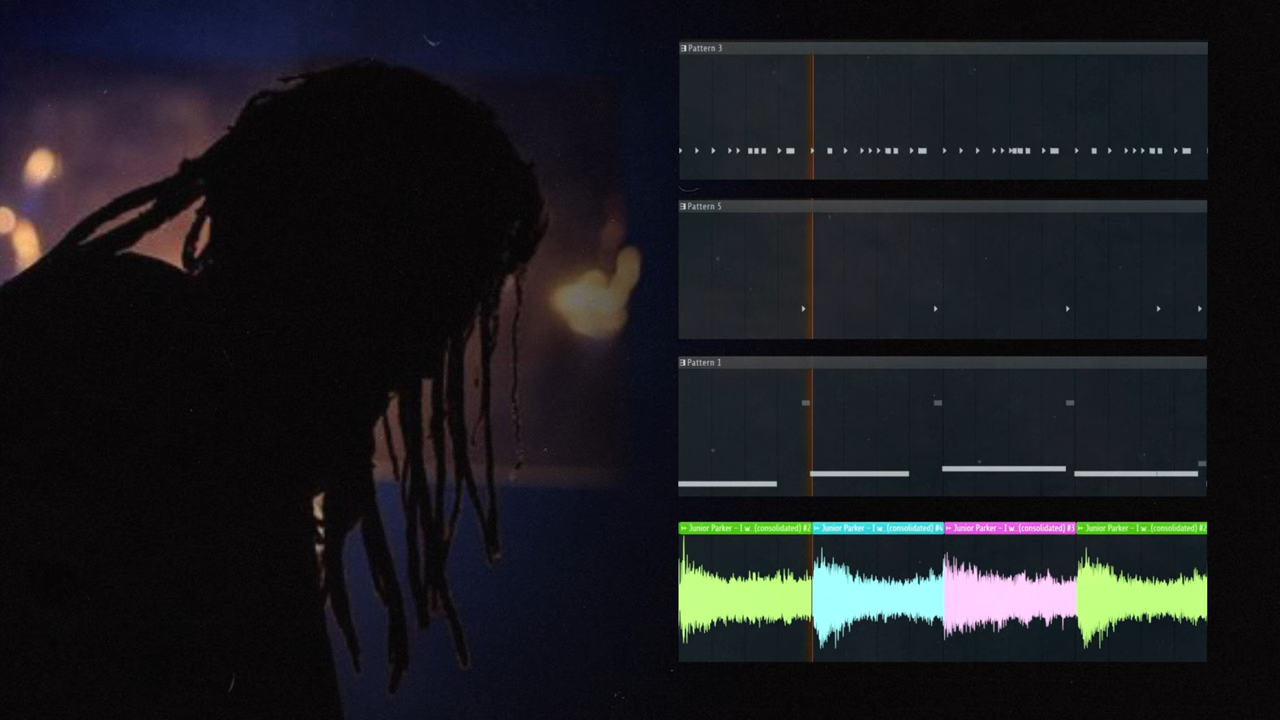 Pattern 3
Pattern 5
Pattern 1
Junior Parker - I w.. (consolidated) #2
Junior Parker - I w.. (consolidated) #4
Junior Parker - I w.. (consolidated) #3
Junior Parker - I w.. (consolidated) #2